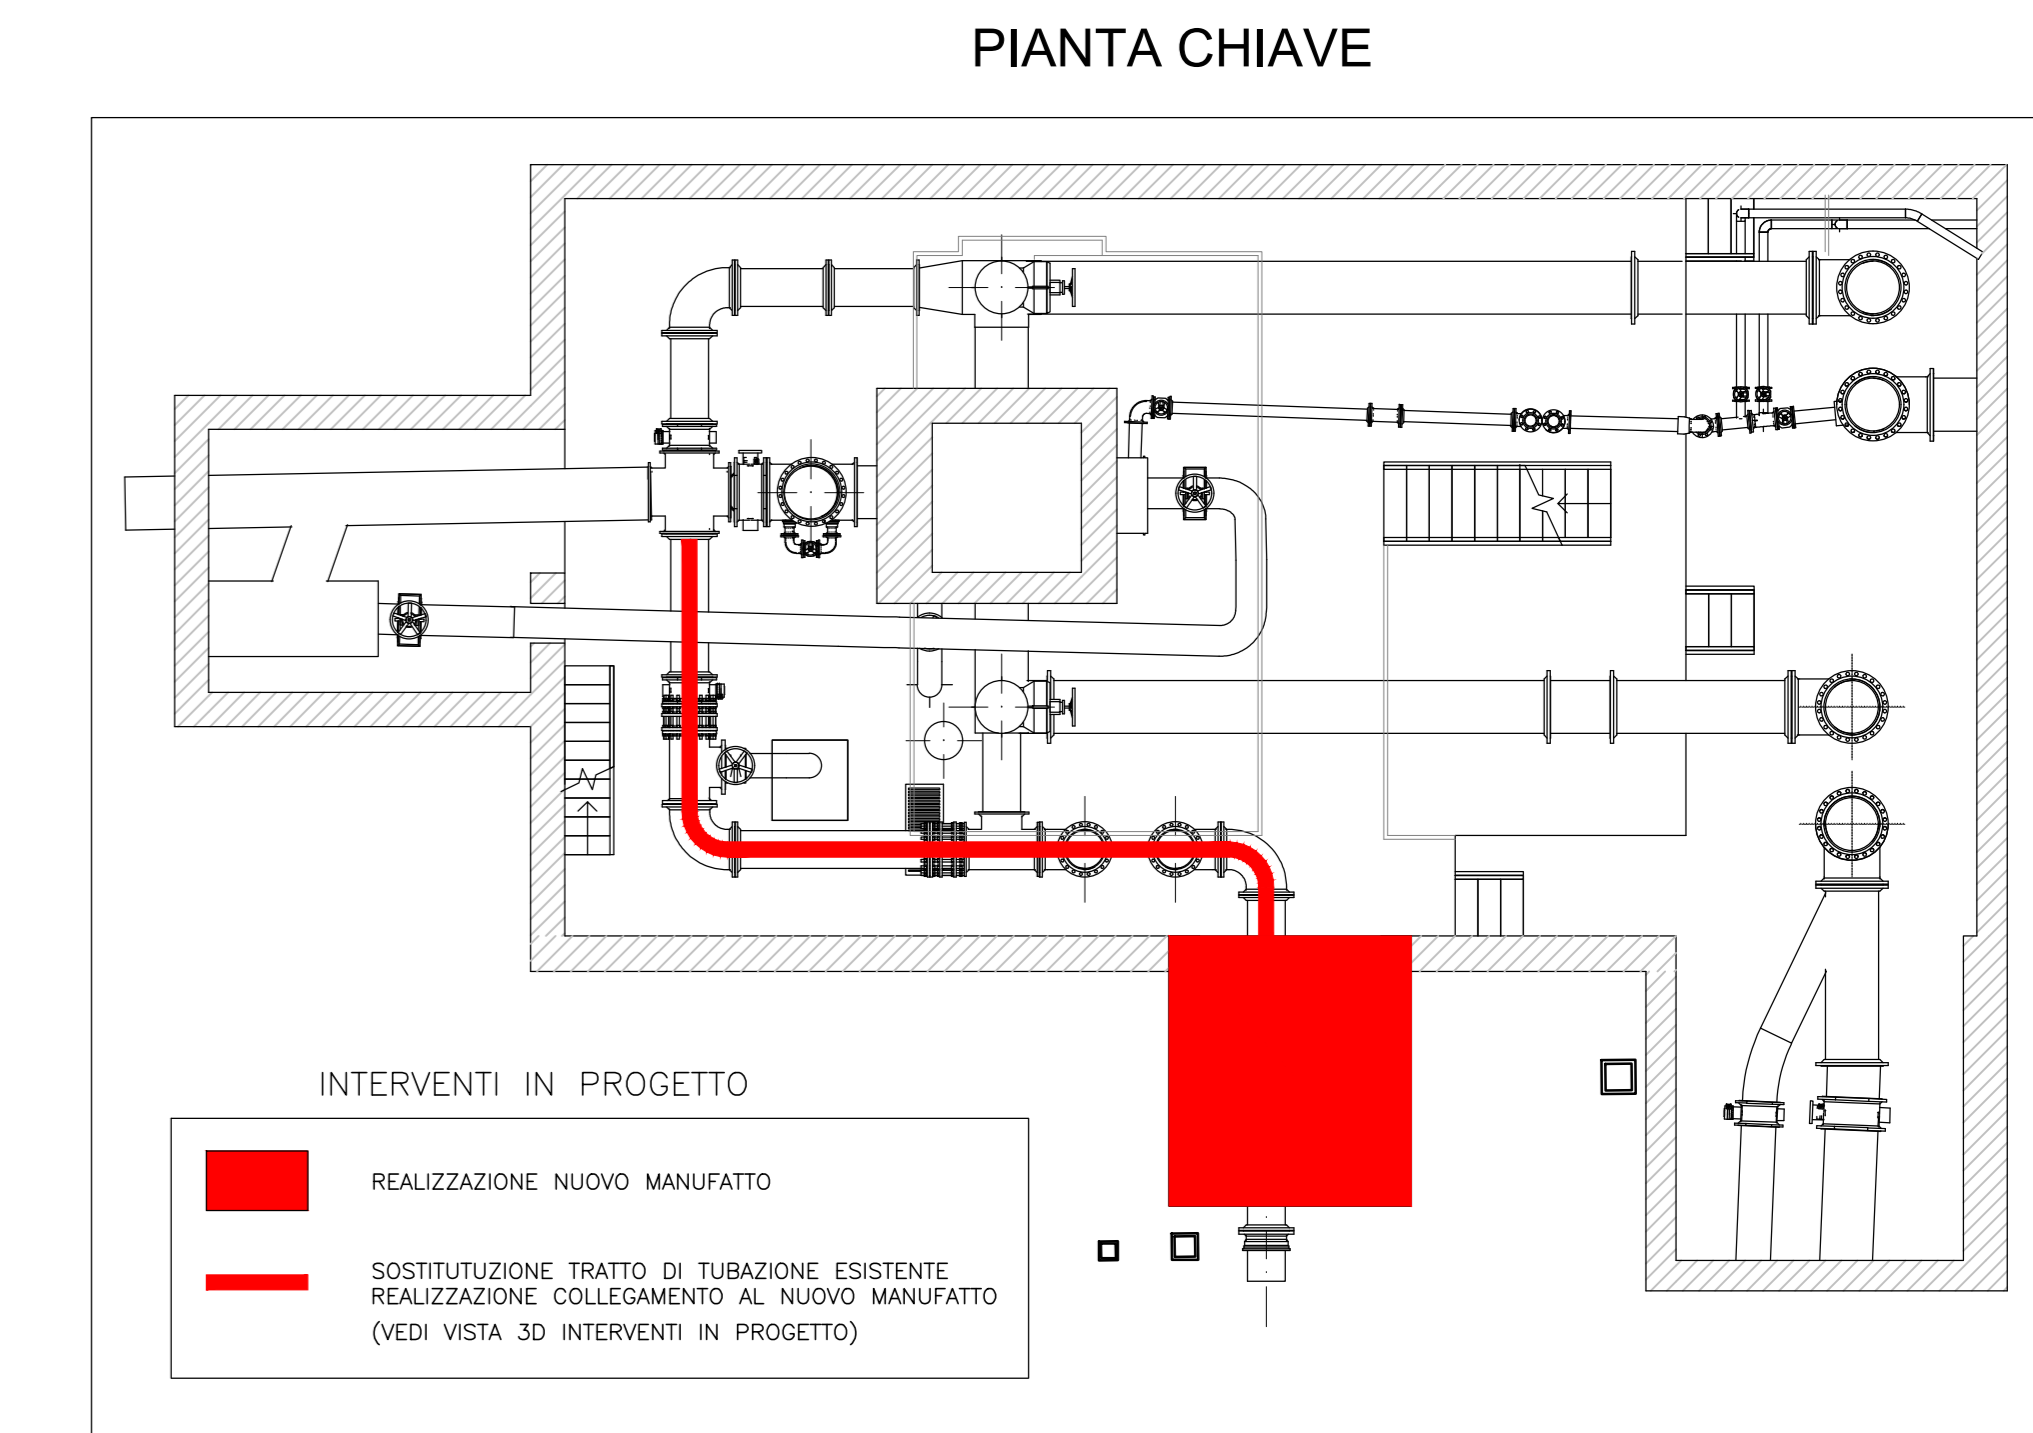 PIANTA CHIAVE
INTERVENTI IN PROGETTO
REALIZZAZIONE NUOVO MANUFATTO
SOSTITUTUZIONE TRATTO DI TUBAZIONE ESISTENTE
REALIZZAZIONE COLLEGAMENTO AL NUOVO MANUFATTO
(VEDI VISTA 3D INTERVENTI IN PROGETTO)